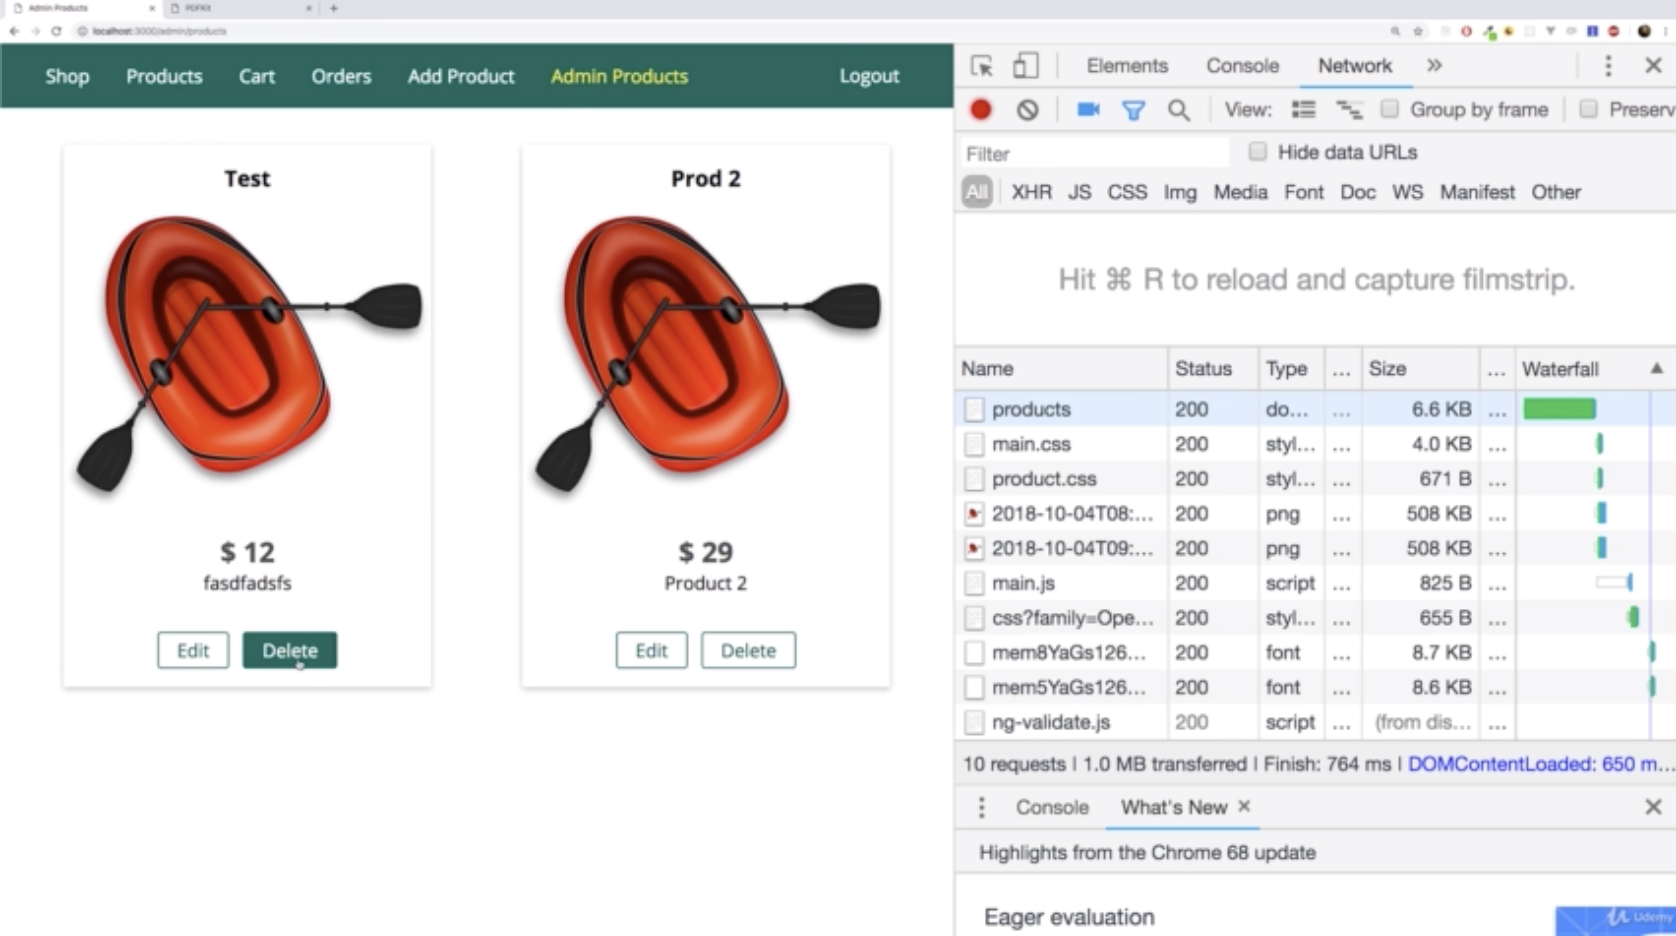 Admin Products
PDFKit
localhost:3000/admin/products
Shop Products Cart Orders Add Product Admin Products Logout
Test
$ 12
fasdfadsfs
Edit Delete
Prod 2
$ 29
Product 2
Edit Delete
Elements Console Network
View: Group by frame Preserv
Filter Hide data URLs
All XHR JS CSS Img Media Font Doc WS Manifest Other
Hit ⌘ R to reload and capture filmstrip.
Name Status Type ... Size ... Waterfall
products 200 do... ... 6.6 KB ...
main.css 200 styl... ... 4.0 KB ...
product.css 200 styl... ... 671 B ...
2018-10-04T08:... 200 png ... 508 KB ...
2018-10-04T09:... 200 png ... 508 KB ...
main.js 200 script ... 825 B ...
css?family=Ope... 200 styl... ... 655 B ...
mem8YaGs126... 200 font ... 8.7 KB ...
mem5YaGs126... 200 font ... 8.6 KB ...
ng-validate.js 200 script ... (from dis... ...
10 requests | 1.0 MB transferred | Finish: 764 ms | DOMContentLoaded: 650 m...
Console What's New
Highlights from the Chrome 68 update
Eager evaluation
Udemy